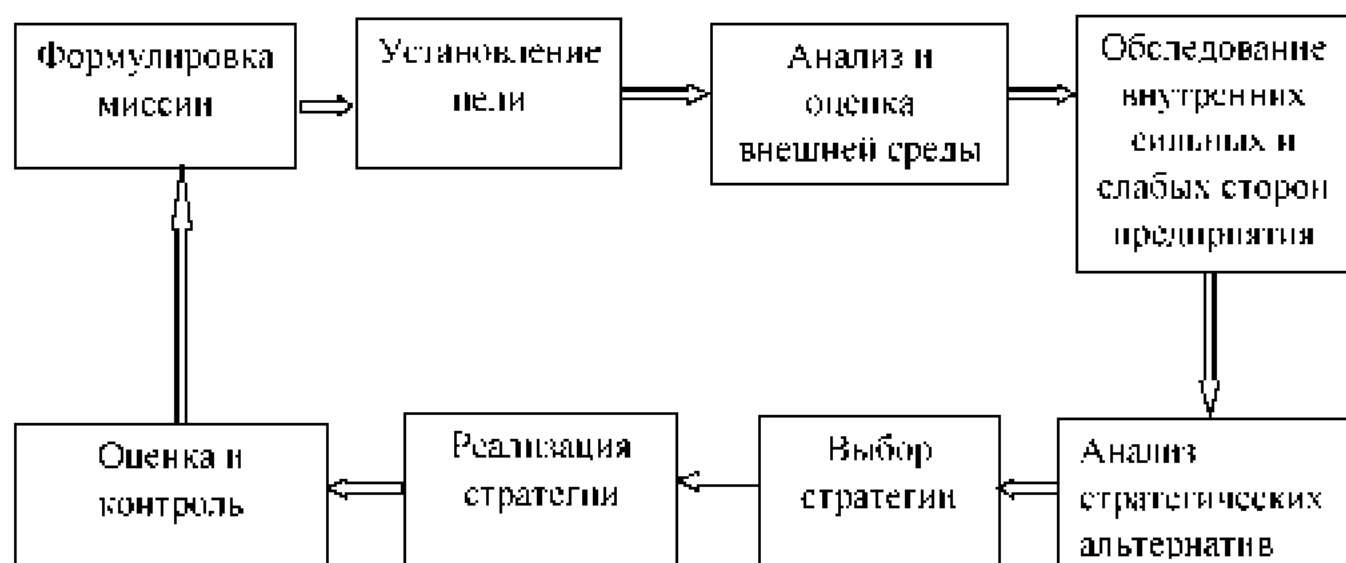 Формулировка
миссии
Установление
цели
Анализ и
оценка
внешней среды
Обследование
внутренних
сильных и
слабых сторон
предприятия
Анализ
стратегических
альтернатив
Выбор
стратегии
Реализация
стратегии
Оценка и
контроль